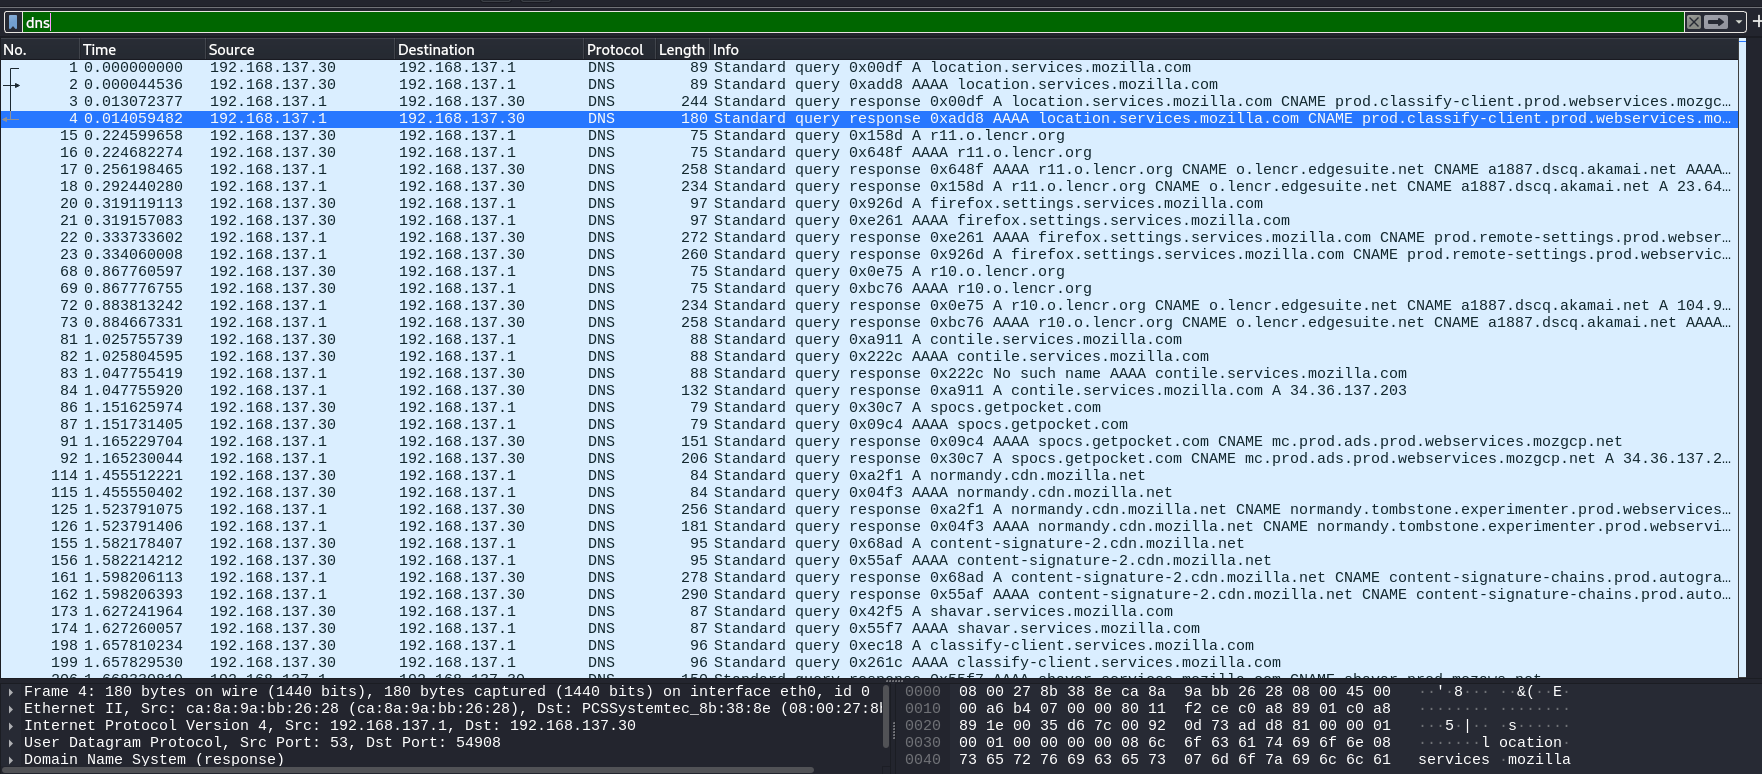 dns
No. Time Source Destination Protocol Length Info
1 0.000000000 192.168.137.30 192.168.137.1 DNS 89 Standard query 0x00df A location.services.mozilla.com
2 0.000044536 192.168.137.30 192.168.137.1 DNS 89 Standard query 0xadd8 AAAA location.services.mozilla.com
3 0.013072377 192.168.137.1 192.168.137.30 DNS 244 Standard query response 0x00df A location.services.mozilla.com CNAME prod.classify-client.prod.webservices.mozgc…
4 0.014059482 192.168.137.1 192.168.137.30 DNS 180 Standard query response 0xadd8 AAAA location.services.mozilla.com CNAME prod.classify-client.prod.webservices.mo…
15 0.224599658 192.168.137.30 192.168.137.1 DNS 75 Standard query 0x158d A r11.o.lencr.org
16 0.224682274 192.168.137.30 192.168.137.1 DNS 75 Standard query 0x648f AAAA r11.o.lencr.org
17 0.256198465 192.168.137.1 192.168.137.30 DNS 258 Standard query response 0x648f AAAA r11.o.lencr.org CNAME o.lencr.edgesuite.net CNAME a1887.dscq.akamai.net AAAA…
18 0.292440280 192.168.137.1 192.168.137.30 DNS 234 Standard query response 0x158d A r11.o.lencr.org CNAME o.lencr.edgesuite.net CNAME a1887.dscq.akamai.net A 23.64…
20 0.319119113 192.168.137.30 192.168.137.1 DNS 97 Standard query 0x926d A firefox.settings.services.mozilla.com
21 0.319157083 192.168.137.30 192.168.137.1 DNS 97 Standard query 0xe261 AAAA firefox.settings.services.mozilla.com
22 0.333733602 192.168.137.1 192.168.137.30 DNS 272 Standard query response 0xe261 AAAA firefox.settings.services.mozilla.com CNAME prod.remote-settings.prod.webser…
23 0.334060008 192.168.137.1 192.168.137.30 DNS 260 Standard query response 0x926d A firefox.settings.services.mozilla.com CNAME prod.remote-settings.prod.webservic…
68 0.867760597 192.168.137.30 192.168.137.1 DNS 75 Standard query 0x0e75 A r10.o.lencr.org
69 0.867776755 192.168.137.30 192.168.137.1 DNS 75 Standard query 0xbc76 AAAA r10.o.lencr.org
72 0.883813242 192.168.137.1 192.168.137.30 DNS 234 Standard query response 0x0e75 A r10.o.lencr.org CNAME o.lencr.edgesuite.net CNAME a1887.dscq.akamai.net A 104.9…
73 0.884667331 192.168.137.1 192.168.137.30 DNS 258 Standard query response 0xbc76 AAAA r10.o.lencr.org CNAME o.lencr.edgesuite.net CNAME a1887.dscq.akamai.net AAAA…
81 1.025755739 192.168.137.30 192.168.137.1 DNS 88 Standard query 0xa911 A contile.services.mozilla.com
82 1.025804595 192.168.137.30 192.168.137.1 DNS 88 Standard query 0x222c AAAA contile.services.mozilla.com
83 1.047755419 192.168.137.1 192.168.137.30 DNS 88 Standard query response 0x222c No such name AAAA contile.services.mozilla.com
84 1.047755920 192.168.137.1 192.168.137.30 DNS 132 Standard query response 0xa911 A contile.services.mozilla.com A 34.36.137.203
86 1.151625974 192.168.137.30 192.168.137.1 DNS 79 Standard query 0x30c7 A spocs.getpocket.com
87 1.151731405 192.168.137.30 192.168.137.1 DNS 79 Standard query 0x09c4 AAAA spocs.getpocket.com
91 1.165229704 192.168.137.1 192.168.137.30 DNS 151 Standard query response 0x09c4 AAAA spocs.getpocket.com CNAME mc.prod.ads.prod.webservices.mozgcp.net
92 1.165230044 192.168.137.1 192.168.137.30 DNS 206 Standard query response 0x30c7 A spocs.getpocket.com CNAME mc.prod.ads.prod.webservices.mozgcp.net A 34.36.137.2…
114 1.455512221 192.168.137.30 192.168.137.1 DNS 84 Standard query 0xa2f1 A normandy.cdn.mozilla.net
115 1.455550402 192.168.137.30 192.168.137.1 DNS 84 Standard query 0x04f3 AAAA normandy.cdn.mozilla.net
125 1.523791075 192.168.137.1 192.168.137.30 DNS 256 Standard query response 0xa2f1 A normandy.cdn.mozilla.net CNAME normandy.tombstone.experimenter.prod.webservices…
126 1.523791406 192.168.137.1 192.168.137.30 DNS 181 Standard query response 0x04f3 AAAA normandy.cdn.mozilla.net CNAME normandy.tombstone.experimenter.prod.webservi…
155 1.582178407 192.168.137.30 192.168.137.1 DNS 95 Standard query 0x68ad A content-signature-2.cdn.mozilla.net
156 1.582214212 192.168.137.30 192.168.137.1 DNS 95 Standard query 0x55af AAAA content-signature-2.cdn.mozilla.net
161 1.598206113 192.168.137.1 192.168.137.30 DNS 278 Standard query response 0x68ad A content-signature-2.cdn.mozilla.net CNAME content-signature-chains.prod.autogra…
162 1.598206393 192.168.137.1 192.168.137.30 DNS 290 Standard query response 0x55af AAAA content-signature-2.cdn.mozilla.net CNAME content-signature-chains.prod.auto…
173 1.627241964 192.168.137.30 192.168.137.1 DNS 87 Standard query 0x42f5 A shavar.services.mozilla.com
174 1.627260057 192.168.137.30 192.168.137.1 DNS 87 Standard query 0x55f7 AAAA shavar.services.mozilla.com
198 1.657810234 192.168.137.30 192.168.137.1 DNS 96 Standard query 0xec18 A classify-client.services.mozilla.com
199 1.657829530 192.168.137.30 192.168.137.1 DNS 96 Standard query 0x261c AAAA classify-client.services.mozilla.com
Frame 4: 180 bytes on wire (1440 bits), 180 bytes captured (1440 bits) on interface eth0, id 0
Ethernet II, Src: ca:8a:9a:bb:26:28 (ca:8a:9a:bb:26:28), Dst: PCSSystemtec_8b:38:8e (08:00:27:8b
Internet Protocol Version 4, Src: 192.168.137.1, Dst: 192.168.137.30
User Datagram Protocol, Src Port: 53, Dst Port: 54908
Domain Name System (response)
0000 08 00 27 8b 38 8e ca 8a 9a bb 26 28 08 00 45 00 ··'·8··· ··&(··E·
0010 00 a6 b4 07 00 00 80 11 f2 ce c0 a8 89 01 c0 a8 ········ ········
0020 89 1e 00 35 d6 7c 00 92 0d 73 ad d8 81 00 00 01 ···5·|·· ·s······
0030 00 01 00 00 00 00 08 6c 6f 63 61 74 69 6f 6e 08 ·······l ocation·
0040 73 65 72 76 69 63 65 73 07 6d 6f 7a 69 6c 6c 61 services ·mozilla